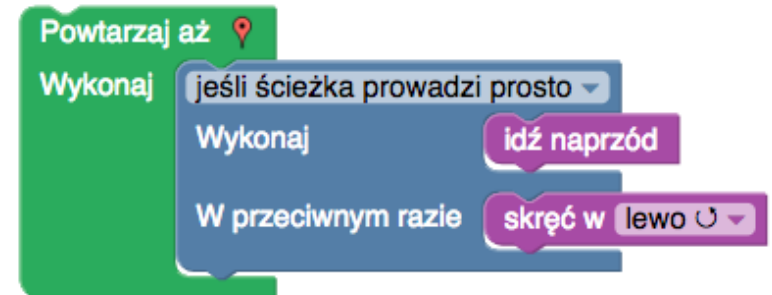 Powtarzaj aż
Wykonaj jeśli ścieżka prowadzi prosto
Wykonaj idź naprzód
W przeciwnym razie skręć w lewo ↺